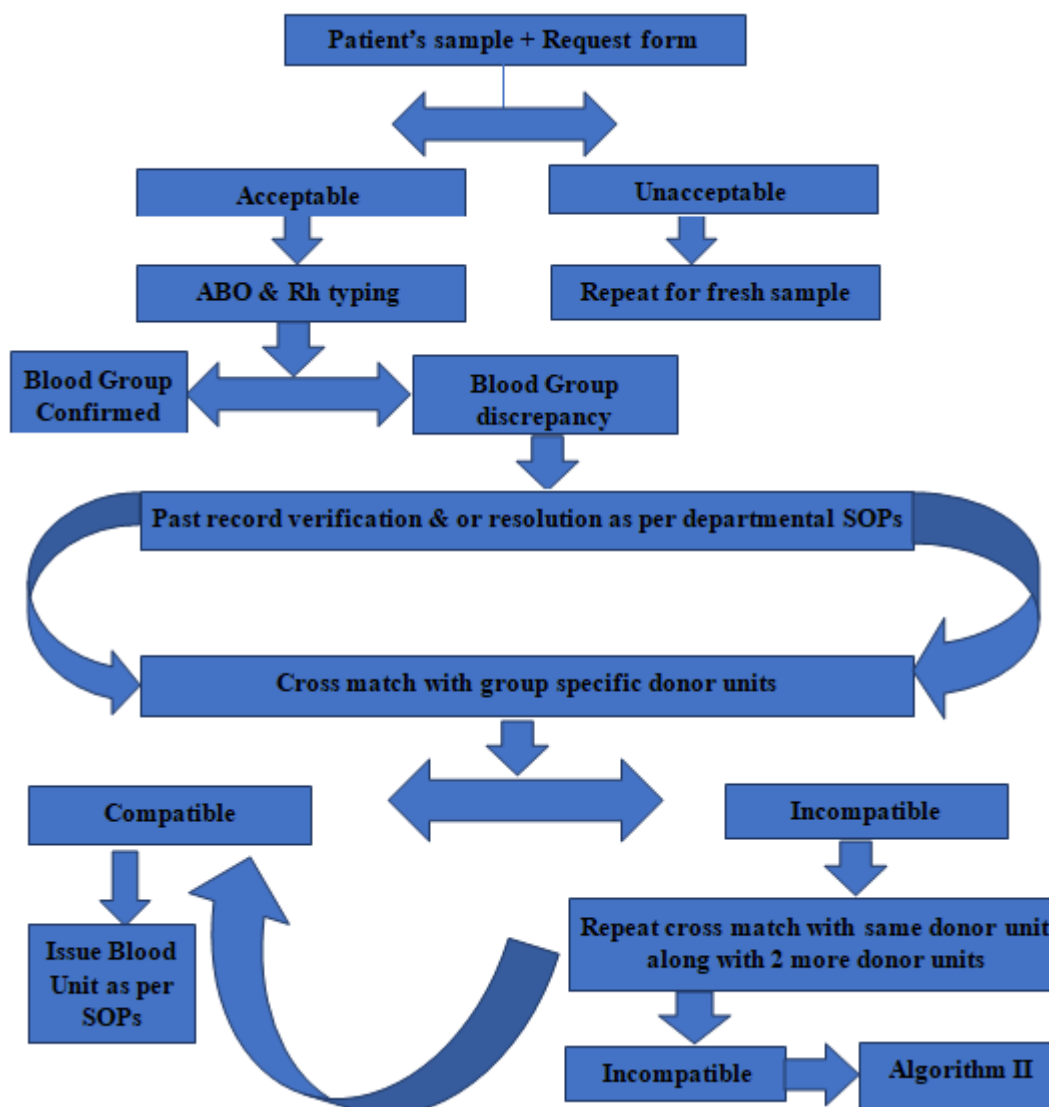 Patient's sample + Request form
Acceptable
Unacceptable
ABO & Rh typing
Repeat for fresh sample
Blood Group
Confirmed
Blood Group
discrepancy
Past record verification & or resolution as per departmental SOPs
Cross match with group specific donor units
Compatible
Incompatible
Issue Blood
Unit as per
SOPs
Repeat cross match with same donor unit
along with 2 more donor units
Incompatible
Algorithm II